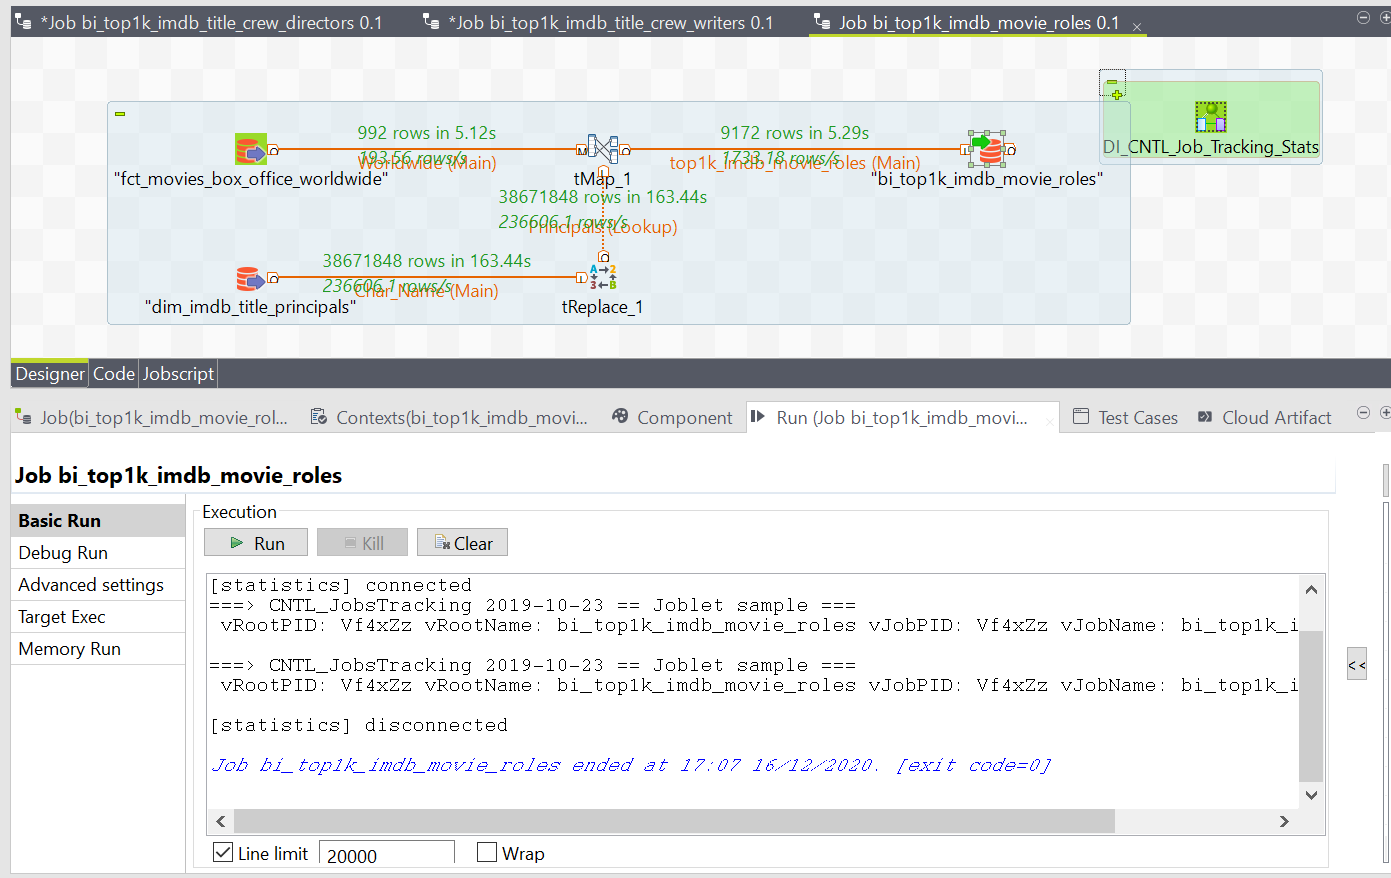 *Job bi_top1k_imdb_title_crew_directors 0.1 *Job bi_top1k_imdb_title_crew_writers 0.1 Job bi_top1k_imdb_movie_roles 0.1
992 rows in 5.12s
193.56 rows/s
Worldwide (Main)
9172 rows in 5.29s
1733.18 rows/s
top1k_imdb_movie_roles (Main)
DI_CNTL_Job_Tracking_Stats
"fct_movies_box_office_worldwide"
tMap_1
"bi_top1k_imdb_movie_roles"
38671848 rows in 163.44s
236606.1 rows/s
Principals (Lookup)
38671848 rows in 163.44s
236606.1 rows/s
Char_Name (Main)
"dim_imdb_title_principals"
tReplace_1
Designer Code Jobscript
Job(bi_top1k_imdb_movie_rol... Contexts(bi_top1k_imdb_movi... Component Run (Job bi_top1k_imdb_movi... Test Cases Cloud Artifact
Job bi_top1k_imdb_movie_roles
Basic Run
Debug Run
Advanced settings
Target Exec
Memory Run
Execution
Run Kill Clear
[statistics] connected
===> CNTL_JobsTracking 2019-10-23 == Joblet sample ===
vRootPID: Vf4xZz vRootName: bi_top1k_imdb_movie_roles vJobPID: Vf4xZz vJobName: bi_top1k_i
===> CNTL_JobsTracking 2019-10-23 == Joblet sample ===
vRootPID: Vf4xZz vRootName: bi_top1k_imdb_movie_roles vJobPID: Vf4xZz vJobName: bi_top1k_i
[statistics] disconnected
Job bi_top1k_imdb_movie_roles ended at 17:07 16/12/2020. [exit code=0]
<<
Line limit 20000 Wrap